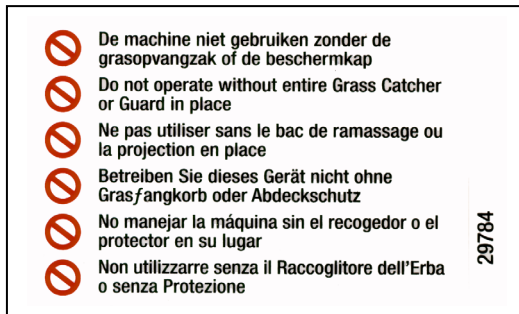 De machine niet gebruiken zonder de
grasopvangzak of de beschermkap
Do not operate without entire Grass Catcher
or Guard in place
Ne pas utiliser sans le bac de ramassage ou
la projection en place
Betreiben Sie dieses Gerät nicht ohne
Grasƒangkorb oder Abdeckschutz
No manejar la máquina sin el recogedor o el
protector en su lugar
Non utilizzarre senza il Raccoglitore dell'Erba
o senza Protezione
29784